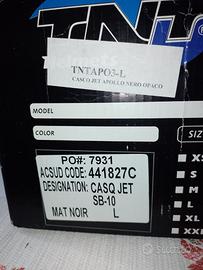 TNT
TNTAPO3-L
CASCO JET APOLLO NERO OPACO
MODEL
COLOR
SIZE
PO#: 7931
ACSUD CODE: 441827C
DESIGNATION: CASQ JET
SB-10
MAT NOIR L
XS
S
M
L
XL
XXL
subito